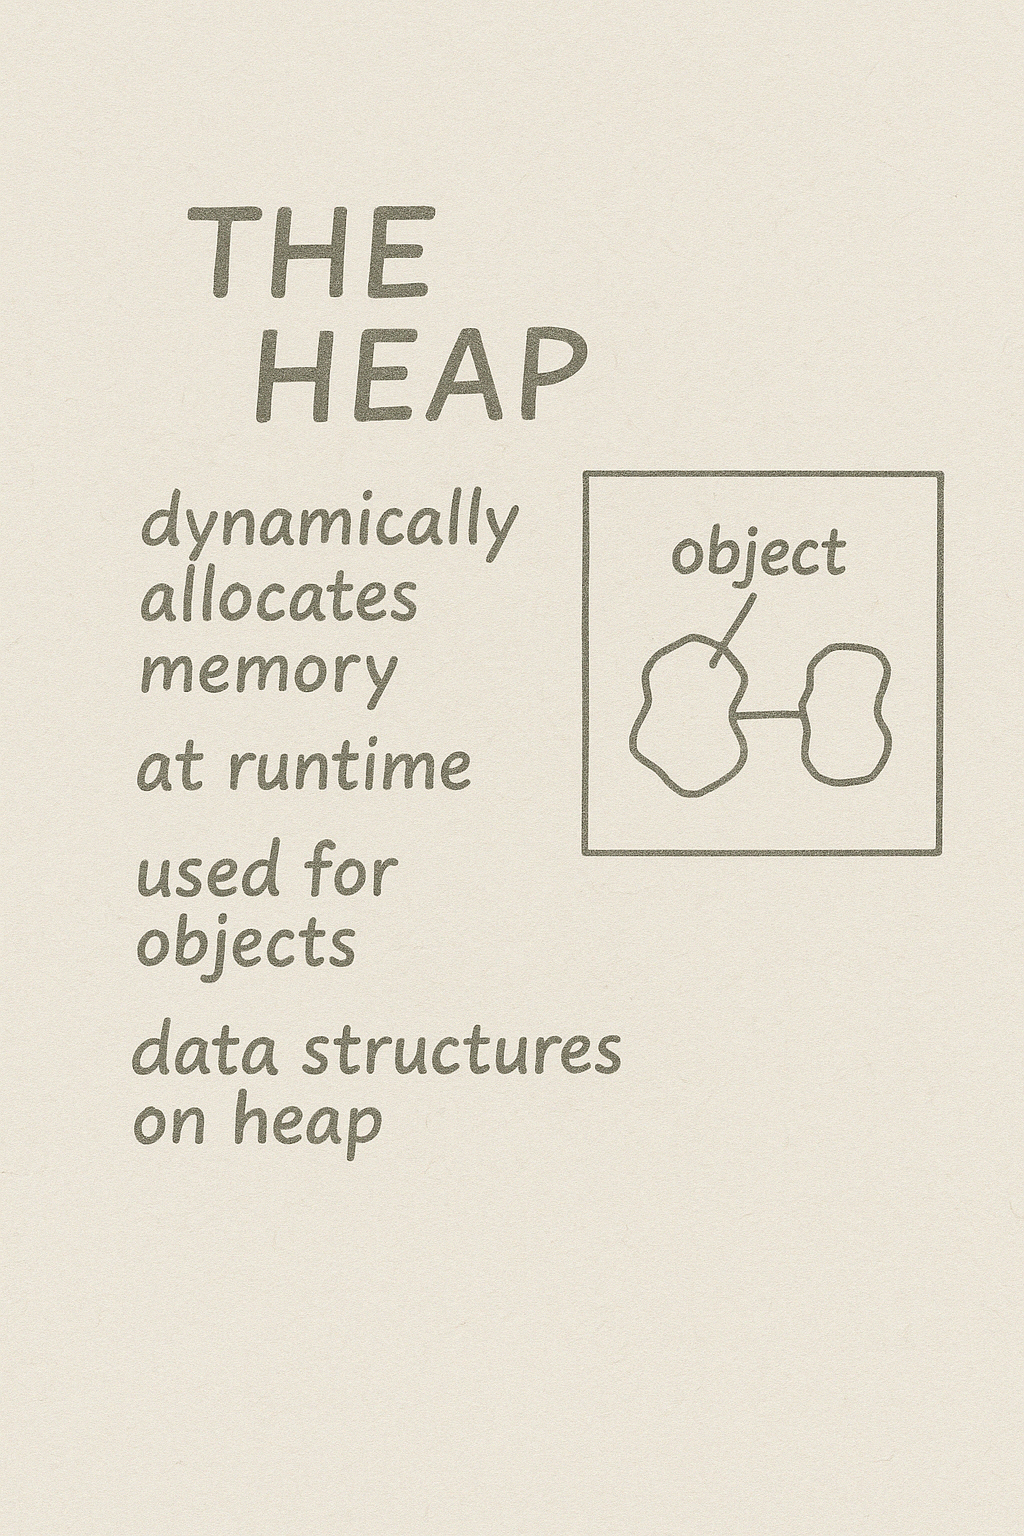 THE
HEAP
dynamically
allocates
memory
at runtime
used for
objects
data structures
on heap
object